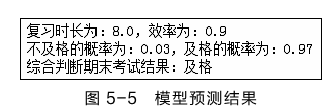 复习时长为：8.0，效率为：0.9
不及格的概率为：0.03，及格的概率为：0.97
综合判断期末考试结果：及格
图 5-5　模型预测结果